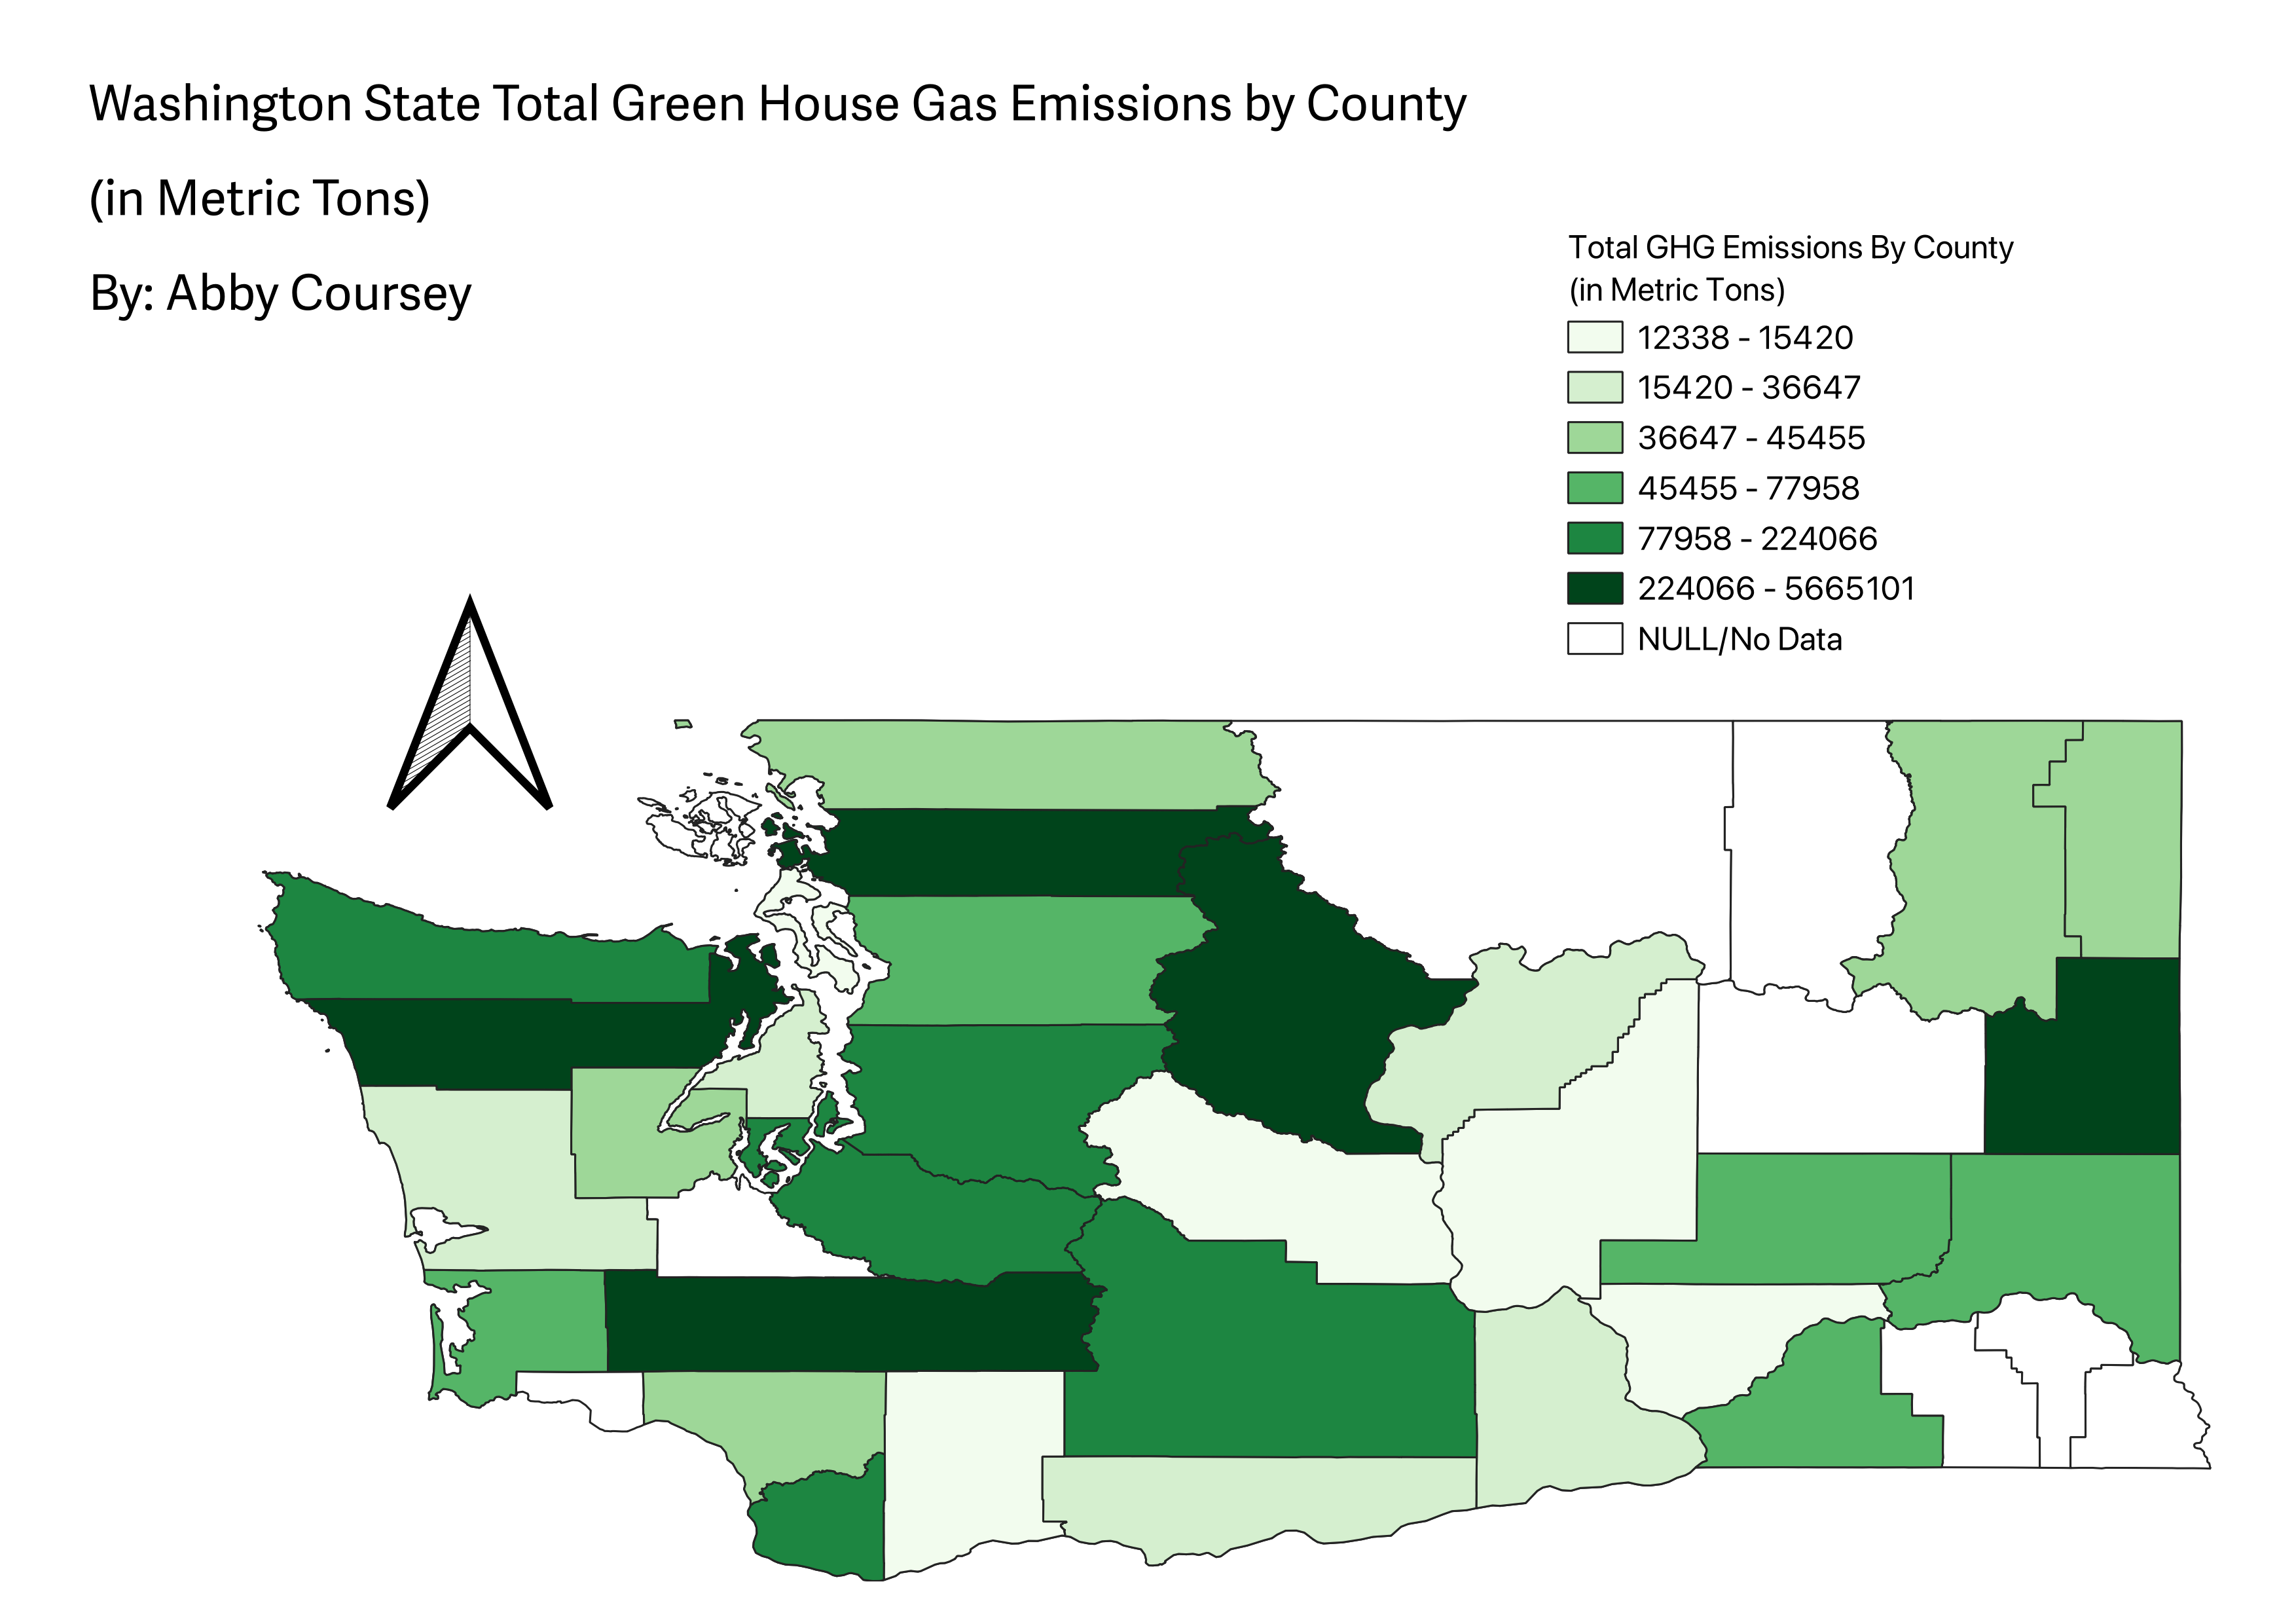 Washington State Total Green House Gas Emissions by County
(in Metric Tons)
By: Abby Coursey
Total GHG Emissions By County
(in Metric Tons)
12338 - 15420
15420 - 36647
36647 - 45455
45455 - 77958
77958 - 224066
224066 - 5665101
NULL/No Data